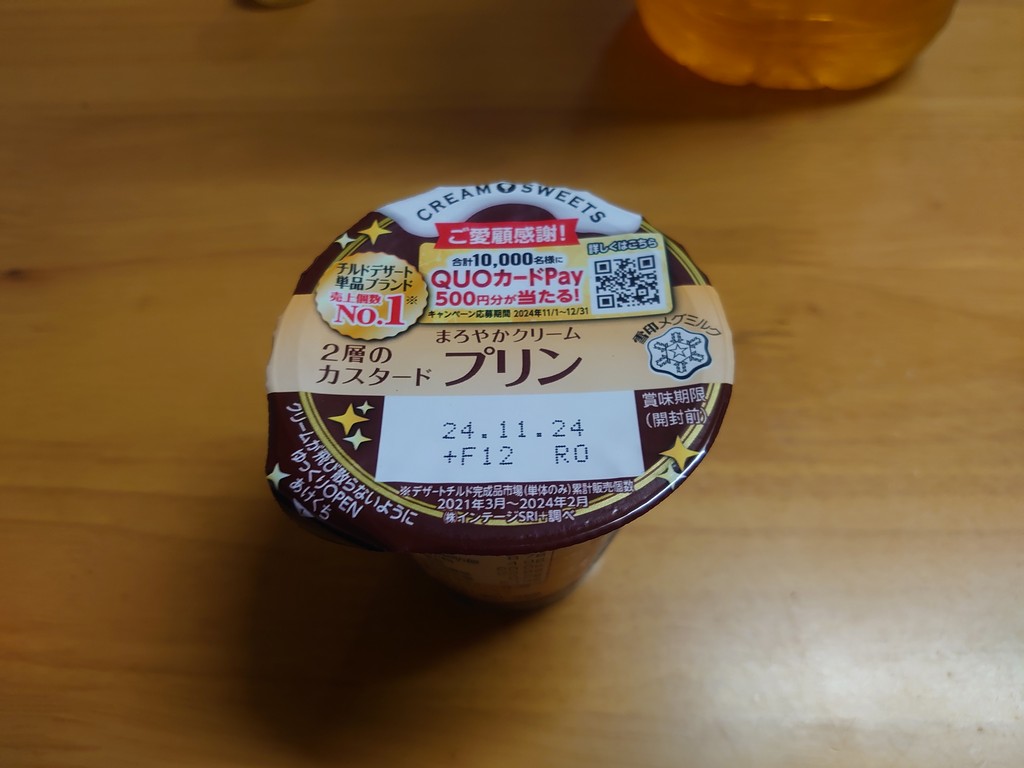 CREAM SWEETS
ご愛顧感謝!
合計10,000名様に
QUOカードPay
500円分が当たる!
キャンペーン応募期間 2024年11/1~12/31
詳しくはこちら
チルドデザート
単品ブランド
売上個数※
No.1
まろやかクリーム
2層の
カスタード
プリン
雪印メグミルク
賞味期限
(開封前)
24.11.24
+F12 RO
※デザートチルド完成品市場(単体のみ)累計販売個数
2021年3月~2024年2月
㈱インテージSRI+調べ
クリームが飛び散らないように
ゆっくりOPEN
あけくち